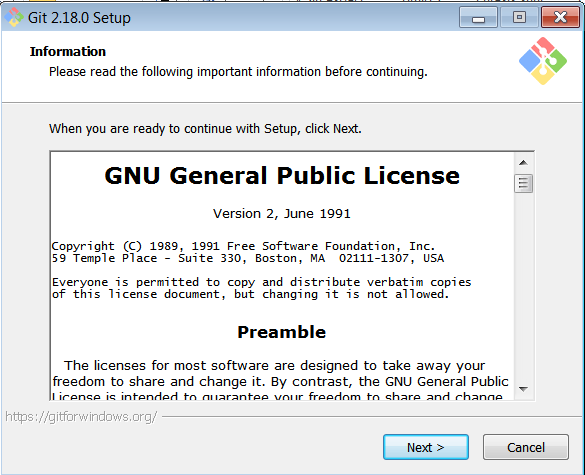 Git 2.18.0 Setup
Information
Please read the following important information before continuing.
When you are ready to continue with Setup, click Next.
GNU General Public License
Version 2, June 1991
Copyright (C) 1989, 1991 Free Software Foundation, Inc.
59 Temple Place - Suite 330, Boston, MA  02111-1307, USA
Everyone is permitted to copy and distribute verbatim copies
of this license document, but changing it is not allowed.
Preamble
The licenses for most software are designed to take away your
freedom to share and change it. By contrast, the GNU General Public
License is intended to guarantee your freedom to share and change
https://gitforwindows.org/
Next >
Cancel